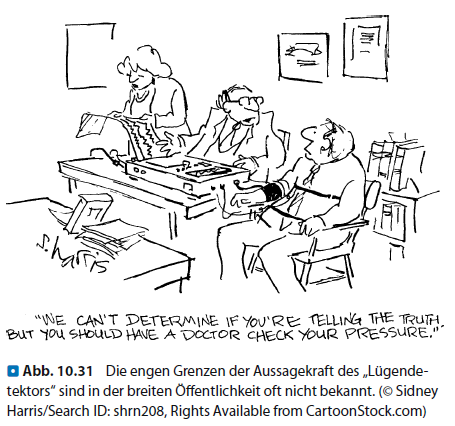 S. Harris
"WE CAN'T DETERMINE IF YOU'RE TELLING THE TRUTH
BUT YOU SHOULD HAVE A DOCTOR CHECK YOUR PRESSURE."
Abb. 10.31 Die engen Grenzen der Aussagekraft des „Lügende-
tektors“ sind in der breiten Öffentlichkeit oft nicht bekannt. (© Sidney
Harris/Search ID: shrn208, Rights Available from CartoonStock.com)